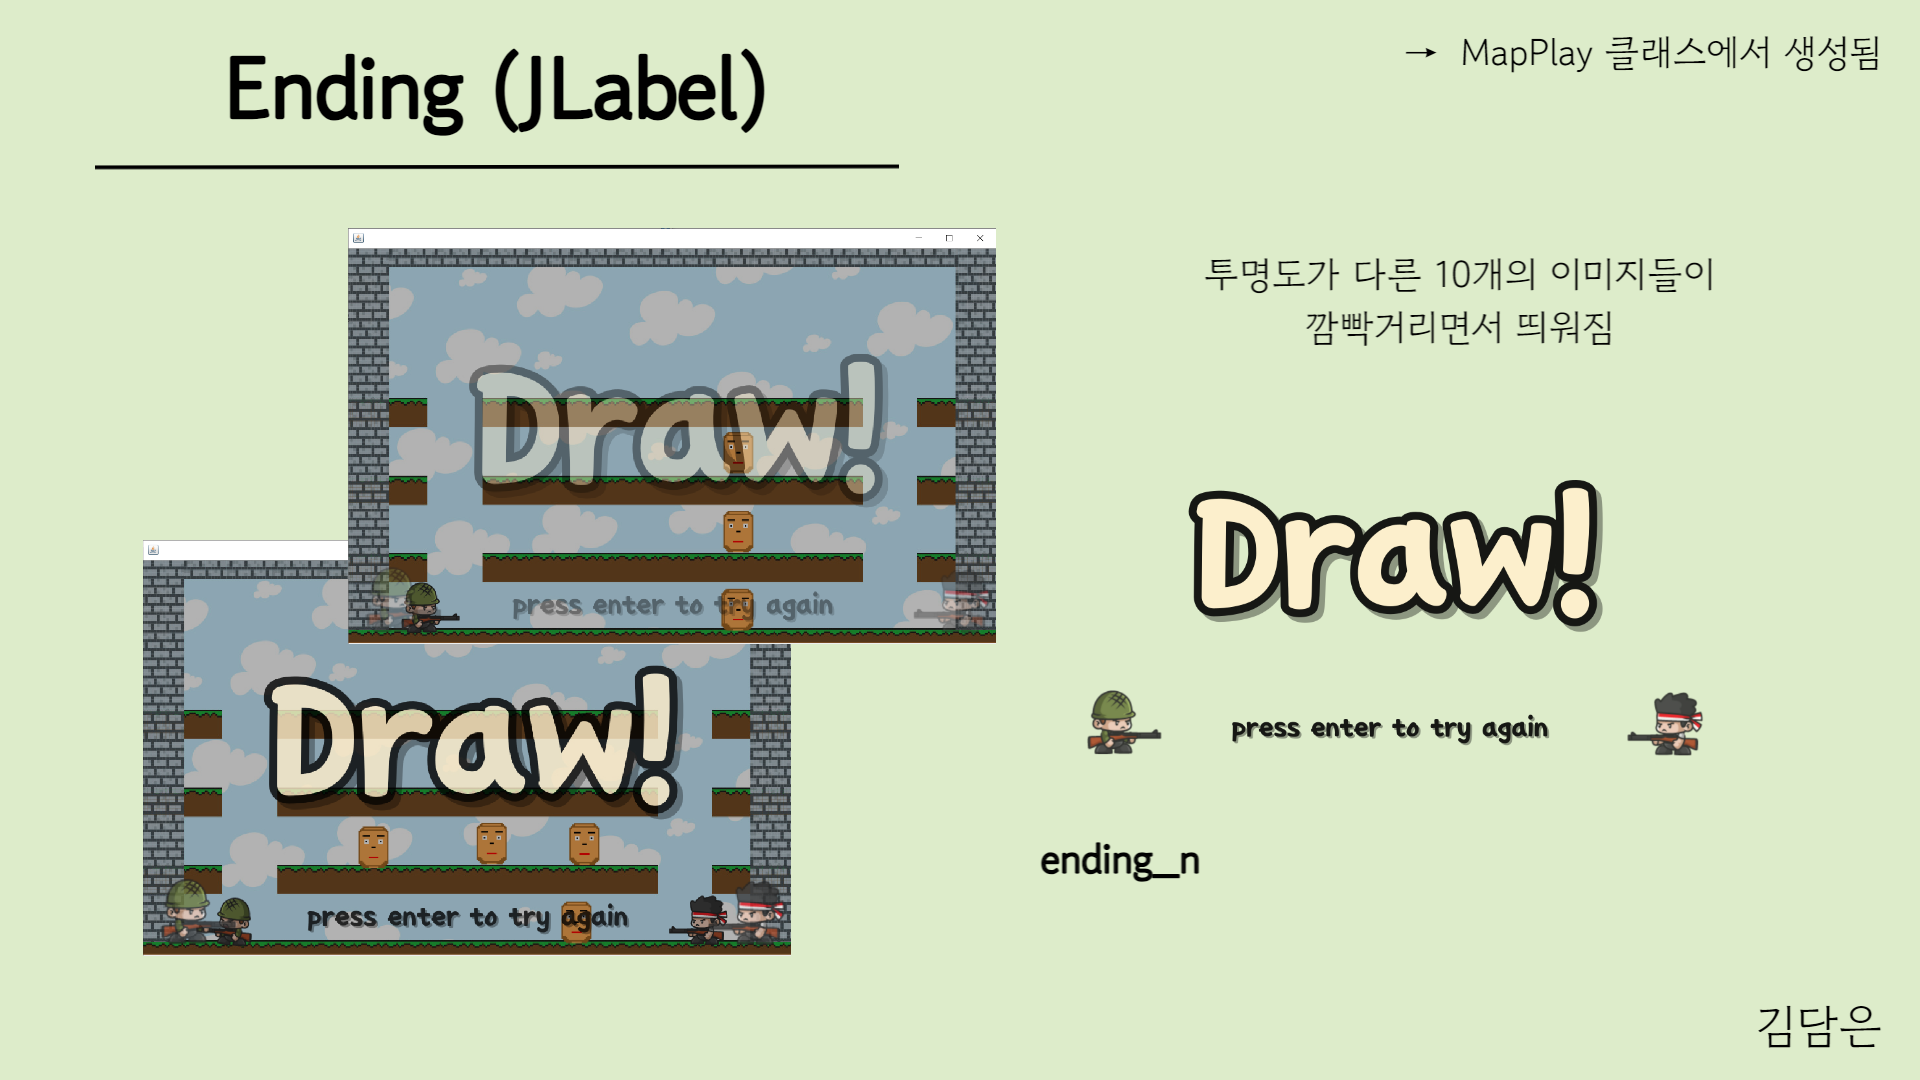 Ending (JLabel)
→ MapPlay 클래스에서 생성됨
투명도가 다른 10개의 이미지들이
깜빡거리면서 띄워짐
Draw!
press enter to try again
Draw!
press enter to try again
Draw!
press enter to try again
ending_n
김담은